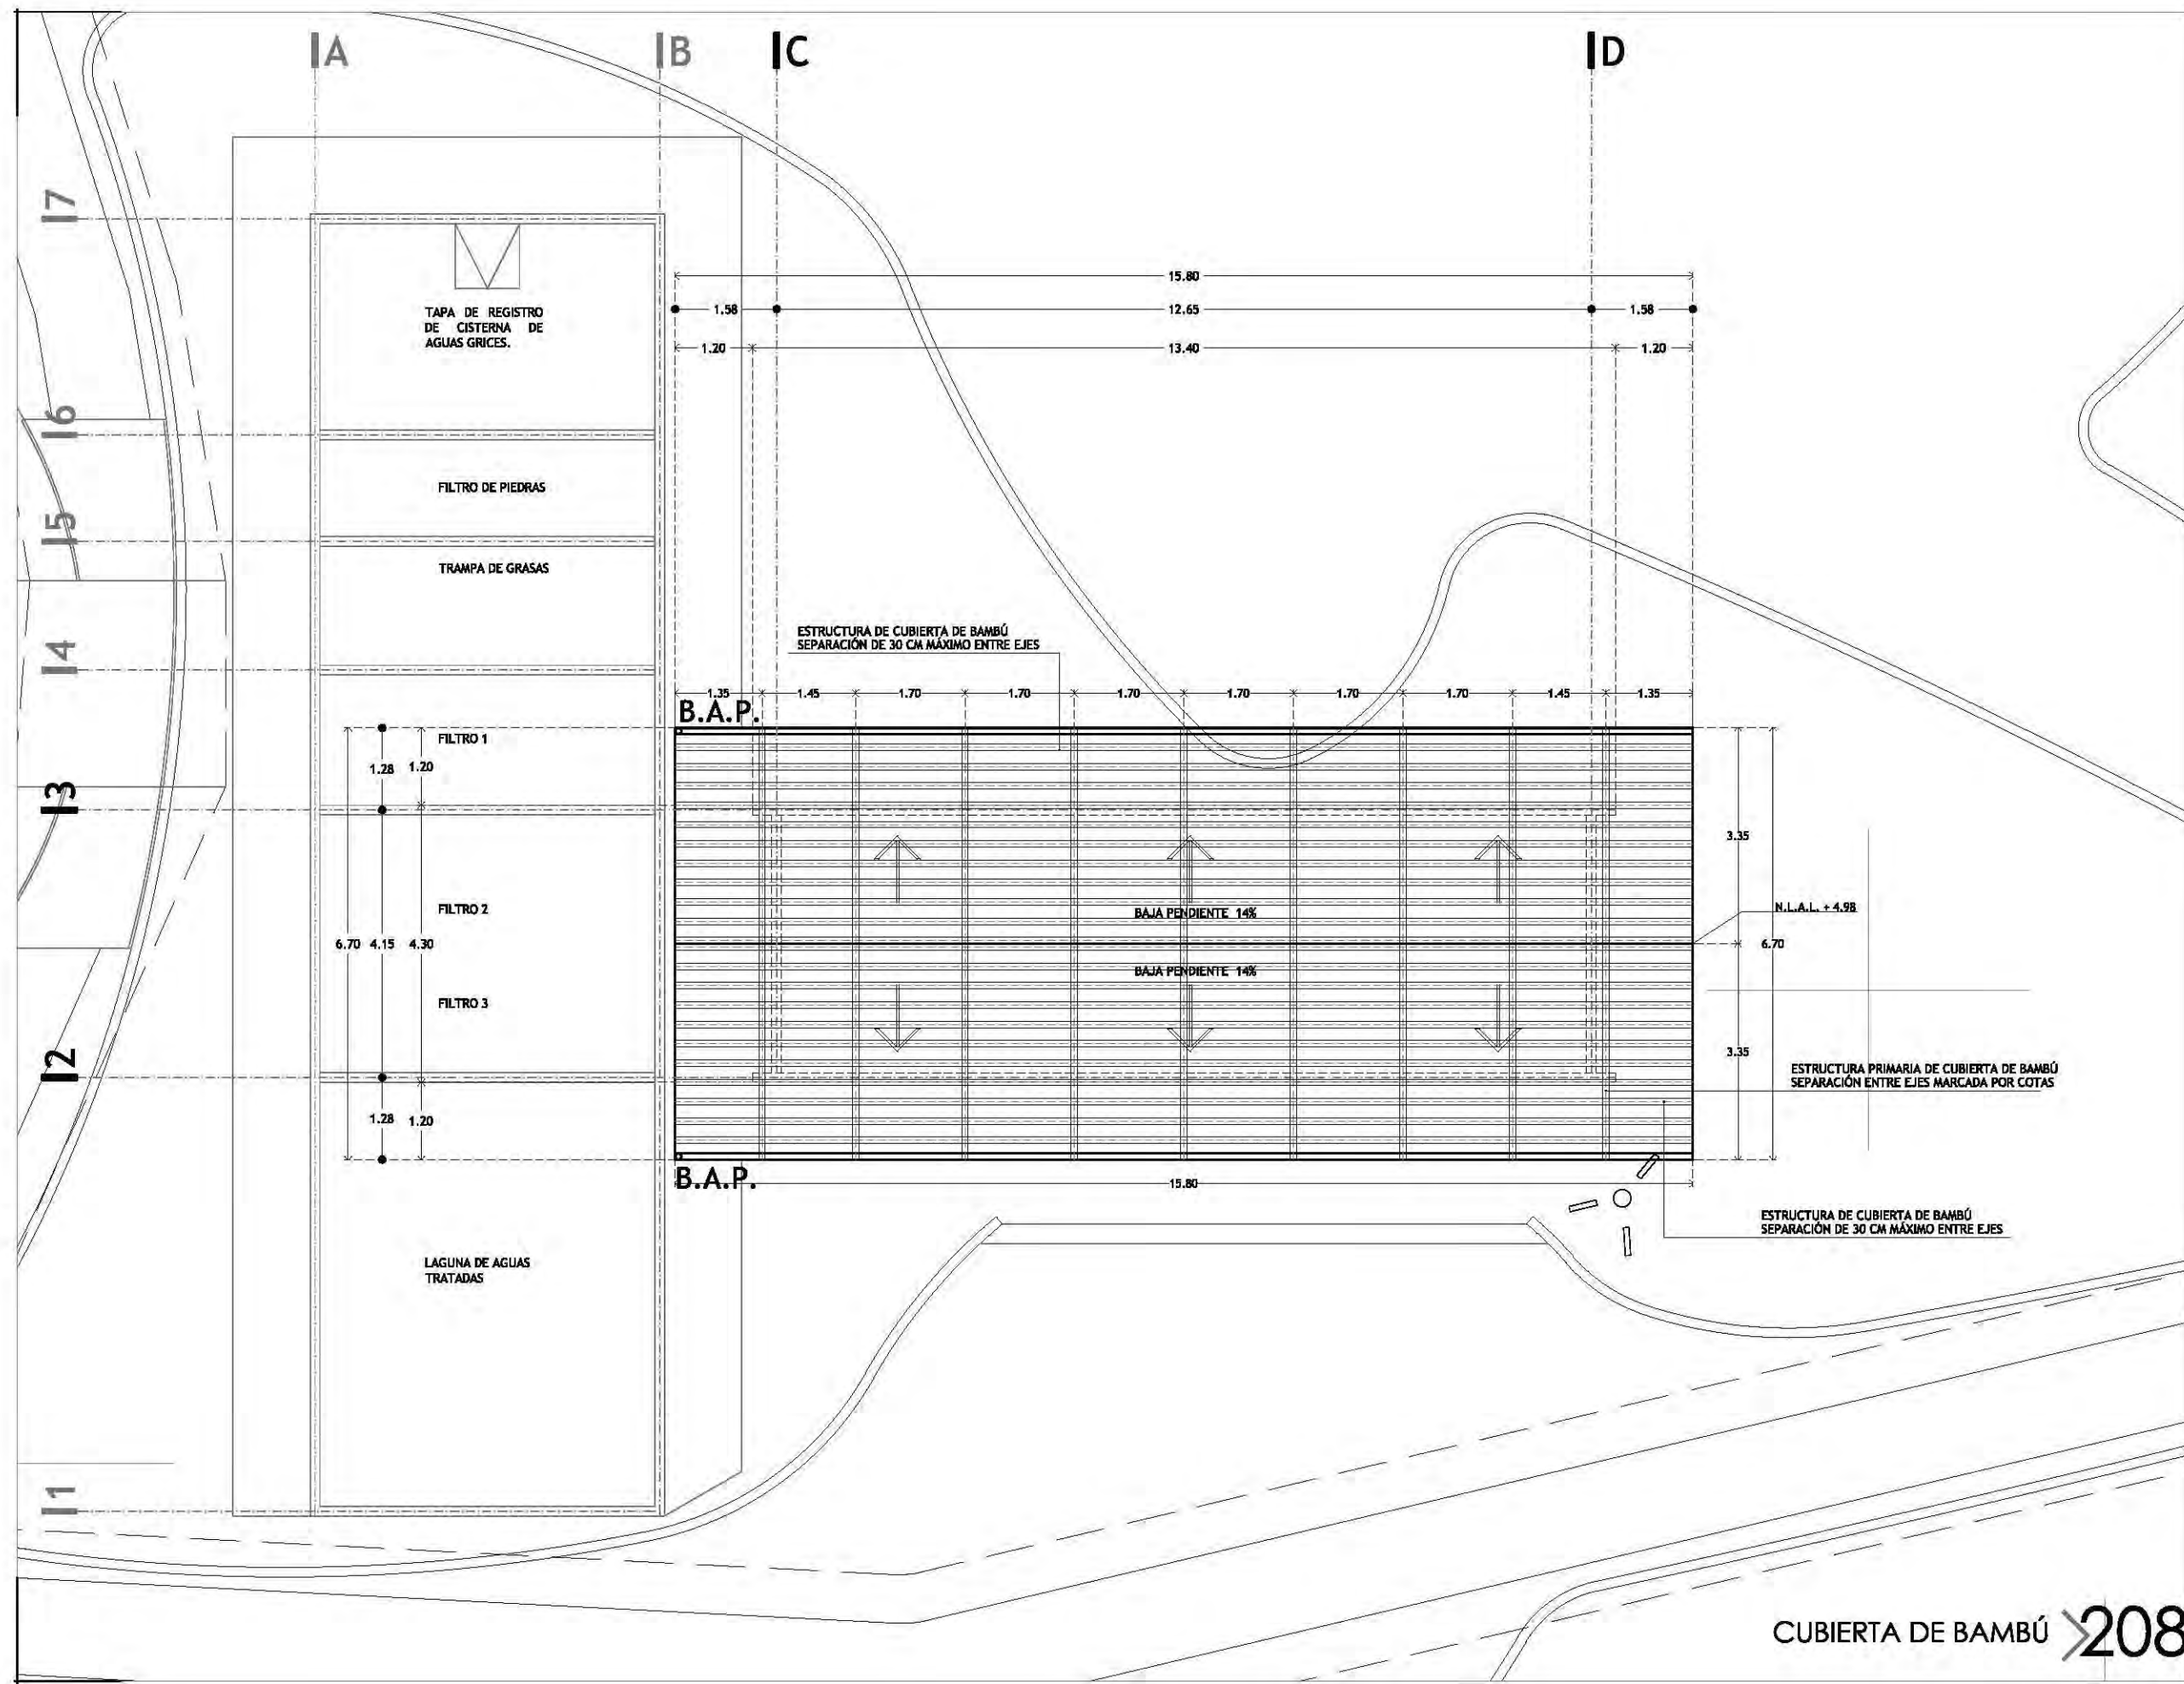 A
B
C
D
7
15.80
1.58
12.65
1.58
TAPA DE REGISTRO
DE CISTERNA DE
AGUAS GRICES.
1.20
13.40
1.20
6
FILTRO DE PIEDRAS
5
TRAMPA DE GRASAS
ESTRUCTURA DE CUBIERTA DE BAMBÚ
SEPARACIÓN DE 30 CM MÁXIMO ENTRE EJES
4
1.35
1.45
1.70
1.70
1.70
1.70
1.70
1.70
1.45
1.35
B.A.P.
FILTRO 1
1.28
1.20
3
3.35
FILTRO 2
BAJA PENDIENTE 14%
N.L.A.L. + 4.98
6.70
4.15
4.30
6.70
BAJA PENDIENTE 14%
FILTRO 3
2
3.35
ESTRUCTURA PRIMARIA DE CUBIERTA DE BAMBÚ
SEPARACIÓN ENTRE EJES MARCADA POR COTAS
1.28
1.20
B.A.P.
15.80
ESTRUCTURA DE CUBIERTA DE BAMBÚ
SEPARACIÓN DE 30 CM MÁXIMO ENTRE EJES
LAGUNA DE AGUAS
TRATADAS
1
CUBIERTA DE BAMBÚ 208